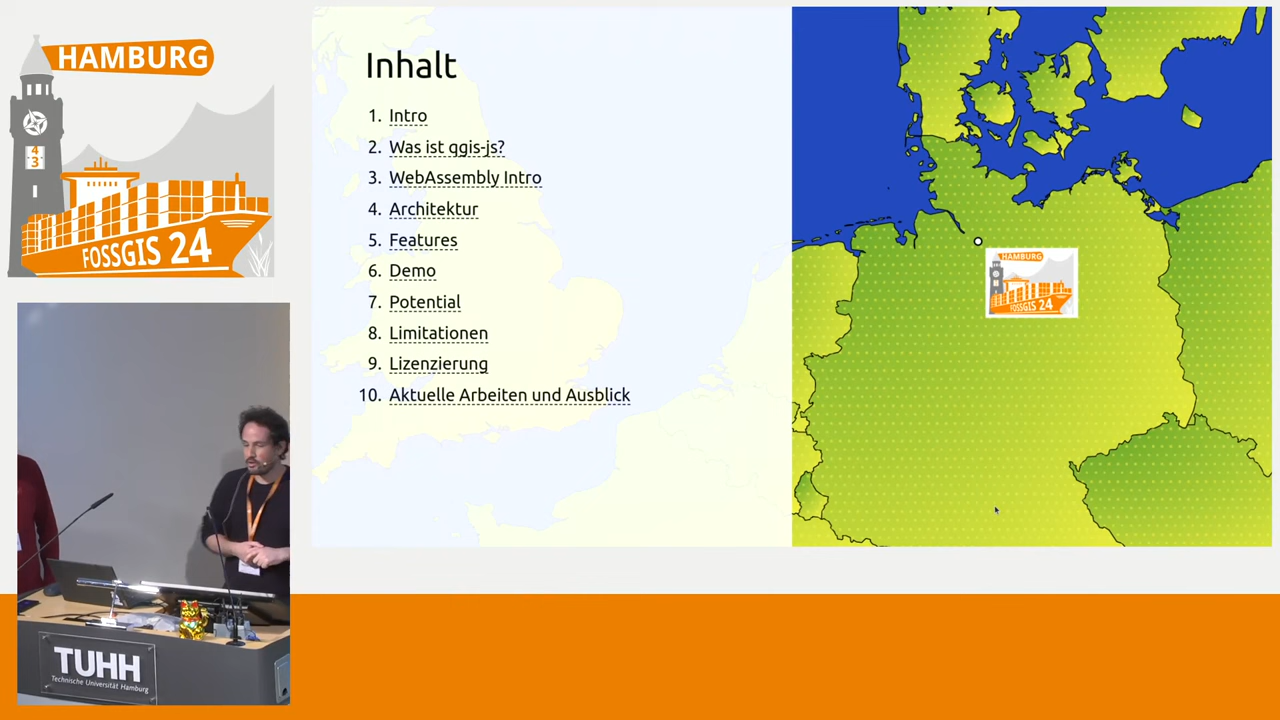 HAMBURG
4
3
FOSSGIS 24
Inhalt
1. Intro
2. Was ist qgis-js?
3. WebAssembly Intro
4. Architektur
5. Features
6. Demo
7. Potential
8. Limitationen
9. Lizenzierung
10. Aktuelle Arbeiten und Ausblick
HAMBURG
FOSSGIS 24
TUHH
Technische Universität Hamburg